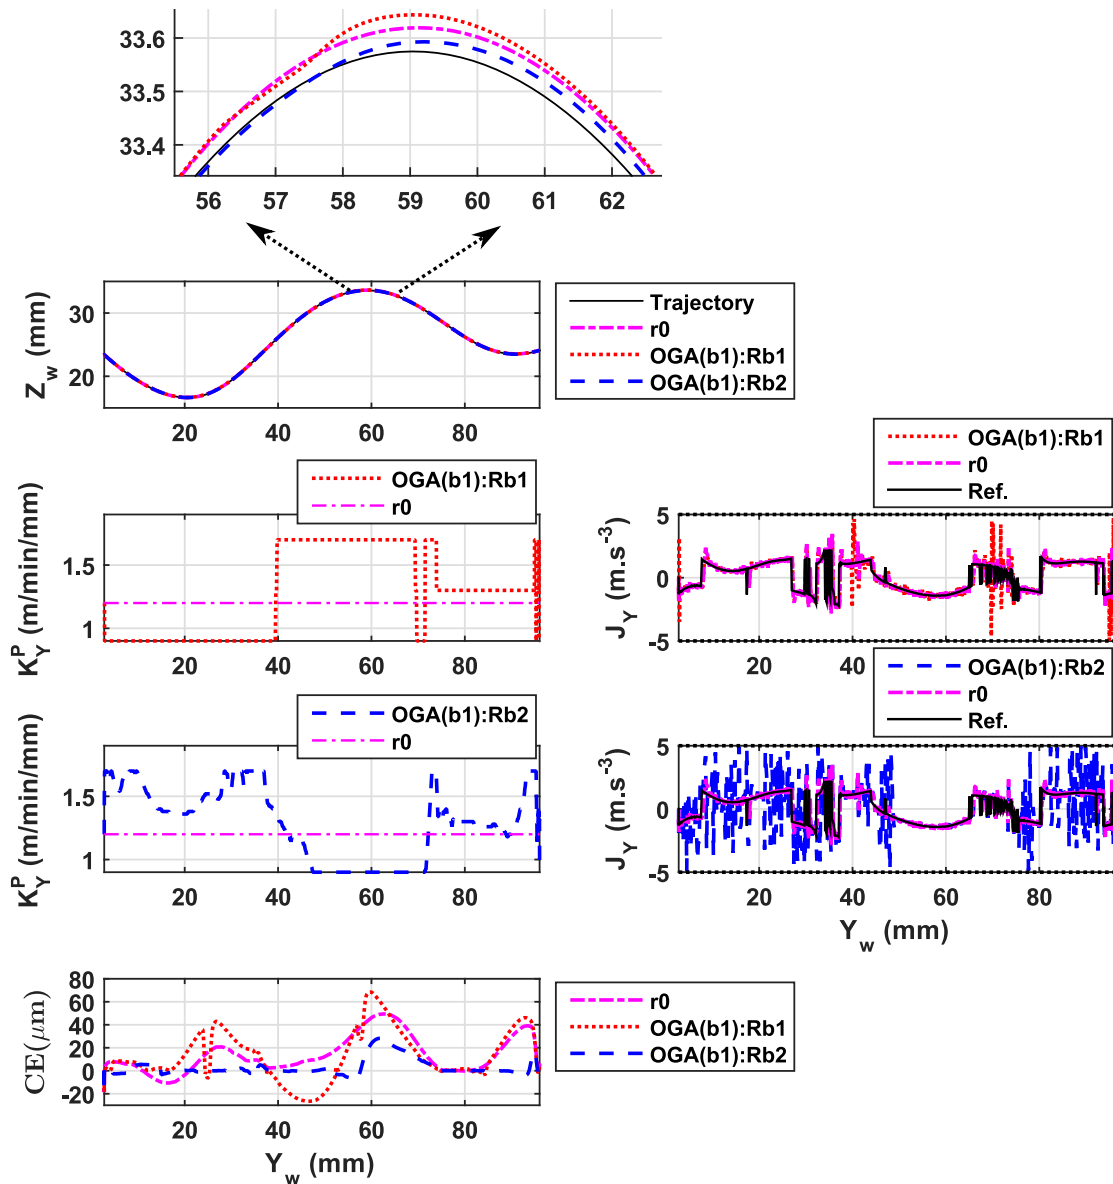 33.6
33.5
33.4
56 57 58 59 60 61 62
Z_w (mm)
30
20
20 40 60 80
Trajectory
r0
OGA(b1):Rb1
OGA(b1):Rb2
OGA(b1):Rb1
r0
K_Y^P (m/min/mm)
1.5
1
20 40 60 80
OGA(b1):Rb1
r0
Ref.
J_Y (m.s^-3)
5
0
-5
20 40 60 80
OGA(b1):Rb2
r0
K_Y^P (m/min/mm)
1.5
1
20 40 60 80
OGA(b1):Rb2
r0
Ref.
J_Y (m.s^-3)
5
0
-5
20 40 60 80
Y_w (mm)
CE(μm)
80
60
40
20
0
-20
20 40 60 80
Y_w (mm)
r0
OGA(b1):Rb1
OGA(b1):Rb2